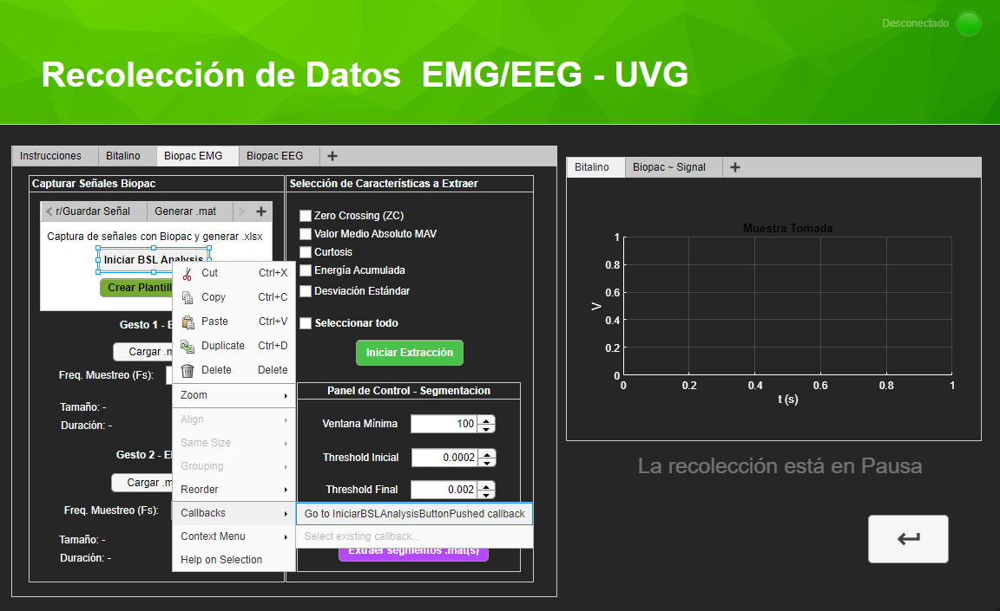 Desconectado
Recolección de Datos  EMG/EEG - UVG
Instrucciones
Bitalino
Biopac EMG
Biopac EEG
+
Capturar Señales Biopac
r/Guardar Señal
Generar .mat
+
Captura de señales con Biopac y generar .xlsx
Iniciar BSL Analysis
Crear Plantil
Gesto 1 - E
Cargar .m
Freq. Muestreo (Fs):
Tamaño: -
Duración: -
Gesto 2 - E
Cargar .m
Freq. Muestreo (Fs):
Tamaño: -
Duración: -
Cut Ctrl+X
Copy Ctrl+C
Paste Ctrl+V
Duplicate Ctrl+D
Delete Delete
Zoom
Align
Same Size
Grouping
Reorder
Callbacks
Context Menu
Help on Selection
Go to IniciarBSLAnalysisButtonPushed callback
Select existing callback...
Selección de Características a Extraer
Zero Crossing (ZC)
Valor Medio Absoluto MAV
Curtosis
Energía Acumulada
Desviación Estándar
Seleccionar todo
Iniciar Extracción
Panel de Control - Segmentacion
Ventana Mínima 100
Threshold Inicial 0.0002
Threshold Final 0.002
Extraer segmentos .mat(s)
Bitalino
Biopac ~ Signal
+
Muestra Tomada
1
0.8
0.6
0.4
0.2
0
V
0 0.2 0.4 0.6 0.8 1
t (s)
La recolección está en Pausa